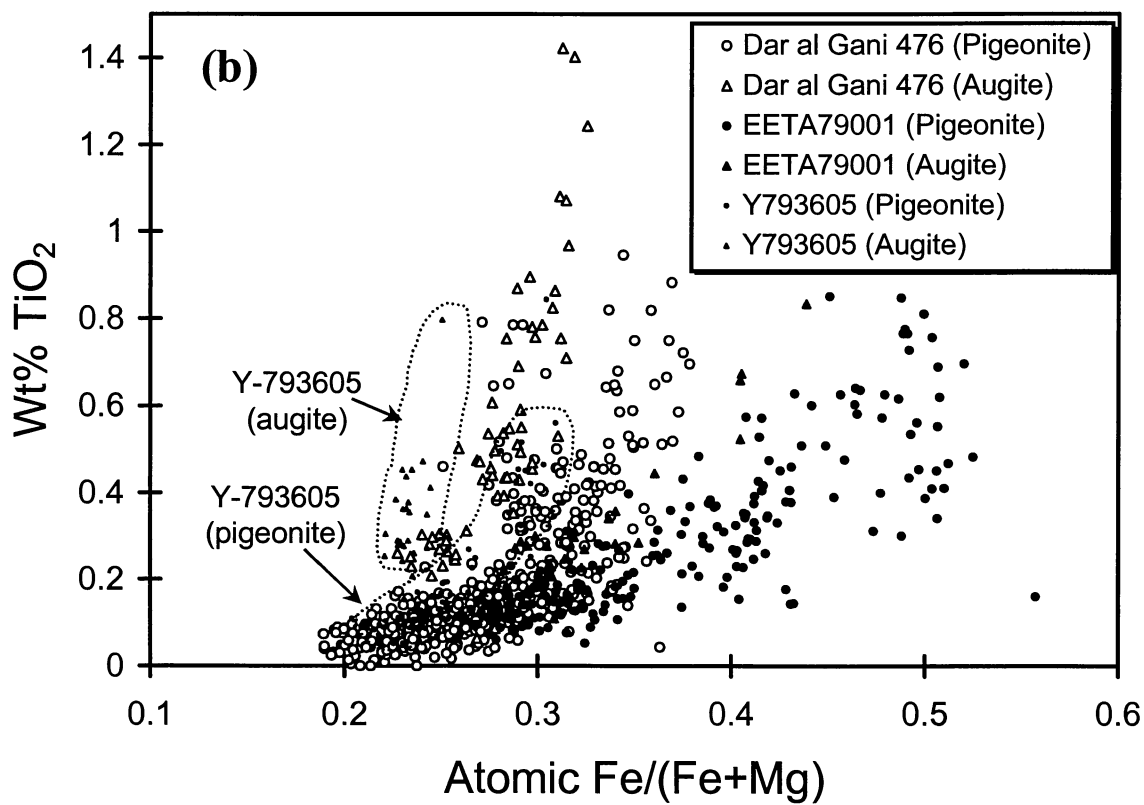 (b)
Dar al Gani 476 (Pigeonite)
Dar al Gani 476 (Augite)
EETA79001 (Pigeonite)
EETA79001 (Augite)
Y793605 (Pigeonite)
Y793605 (Augite)
Wt% TiO₂
1.4
1.2
1
0.8
0.6
0.4
0.2
0
Y-793605
(augite)
Y-793605
(pigeonite)
0.1
0.2
0.3
0.4
0.5
0.6
Atomic Fe/(Fe+Mg)